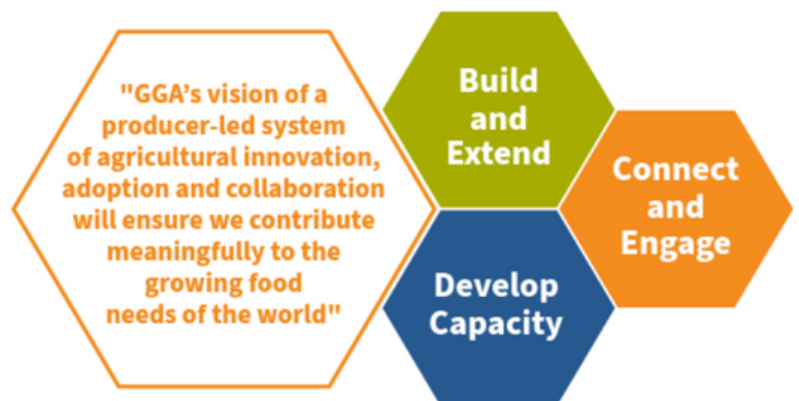 "GGA’s vision of a
producer-led system
of agricultural innovation,
adoption and collaboration
will ensure we contribute
meaningfully to the
growing food
needs of the world"
Build
and
Extend
Connect
and
Engage
Develop
Capacity